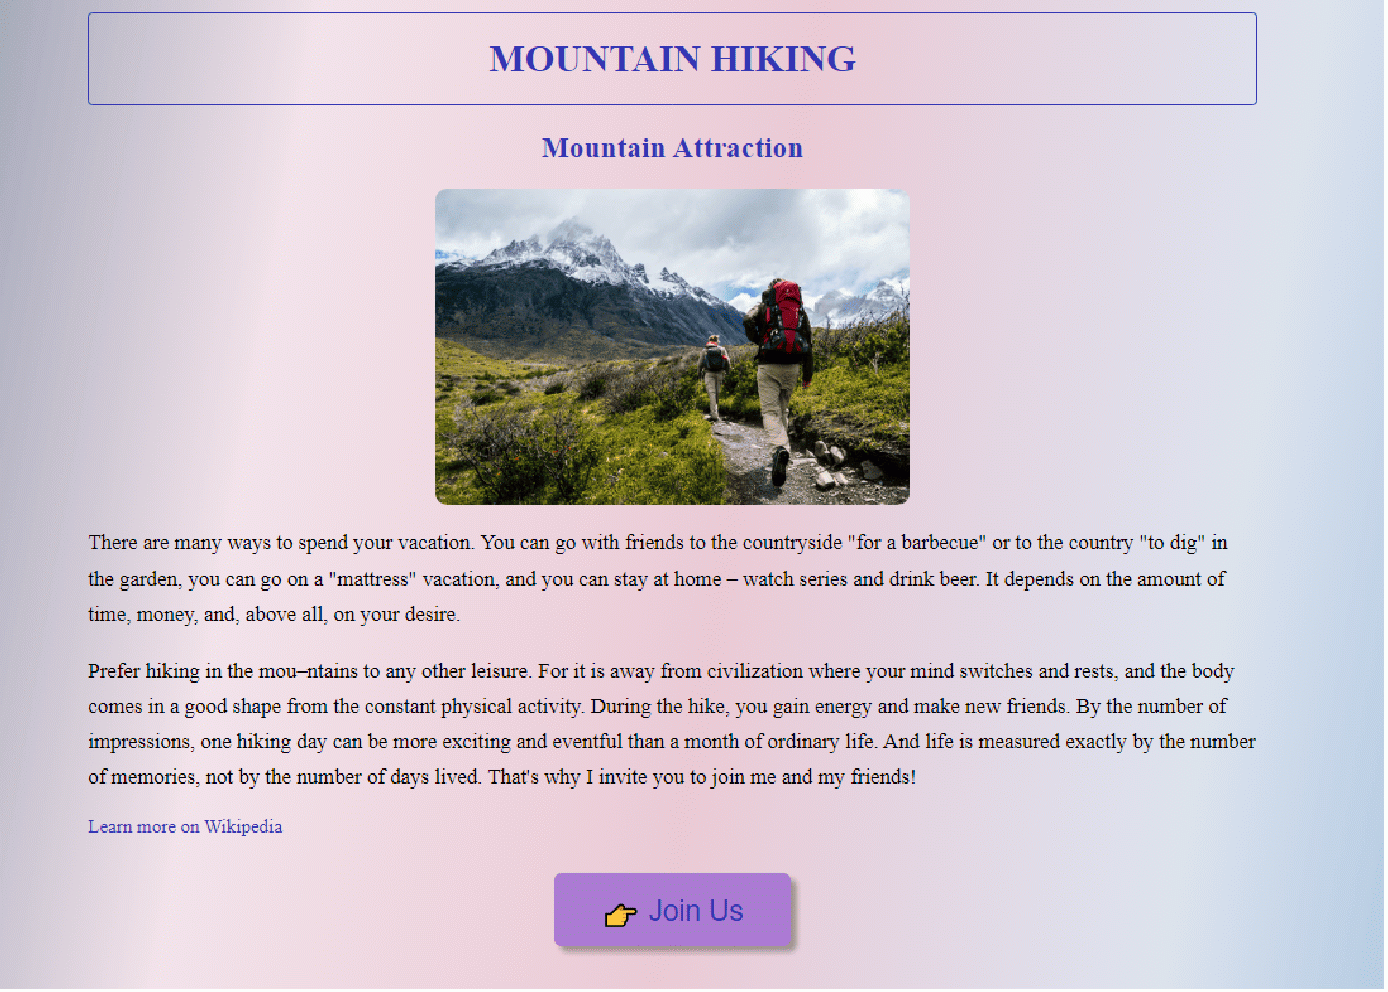 MOUNTAIN HIKING
Mountain Attraction
There are many ways to spend your vacation. You can go with friends to the countryside "for a barbecue" or to the country "to dig" in
the garden, you can go on a "mattress" vacation, and you can stay at home – watch series and drink beer. It depends on the amount of
time, money, and, above all, on your desire.
Prefer hiking in the mou–ntains to any other leisure. For it is away from civilization where your mind switches and rests, and the body
comes in a good shape from the constant physical activity. During the hike, you gain energy and make new friends. By the number of
impressions, one hiking day can be more exciting and eventful than a month of ordinary life. And life is measured exactly by the number
of memories, not by the number of days lived. That's why I invite you to join me and my friends!
Learn more on Wikipedia
👉 Join Us